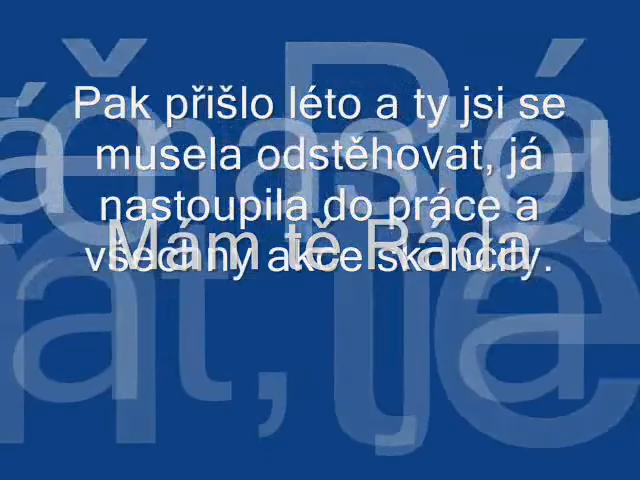 Pak přišlo léto a ty jsi se
musela odstěhovat, já
nastoupila do práce a
všechny akce skončily.
Mám tě Ráda